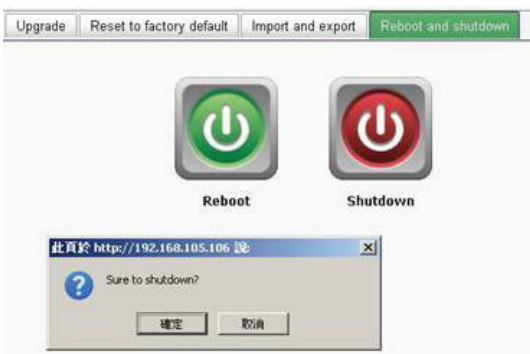 Upgrade Reset to factory default Import and export Reboot and shutdown
Reboot Shutdown
此頁於 http://192.168.105.106 說:
Sure to shutdown?
確定 取消